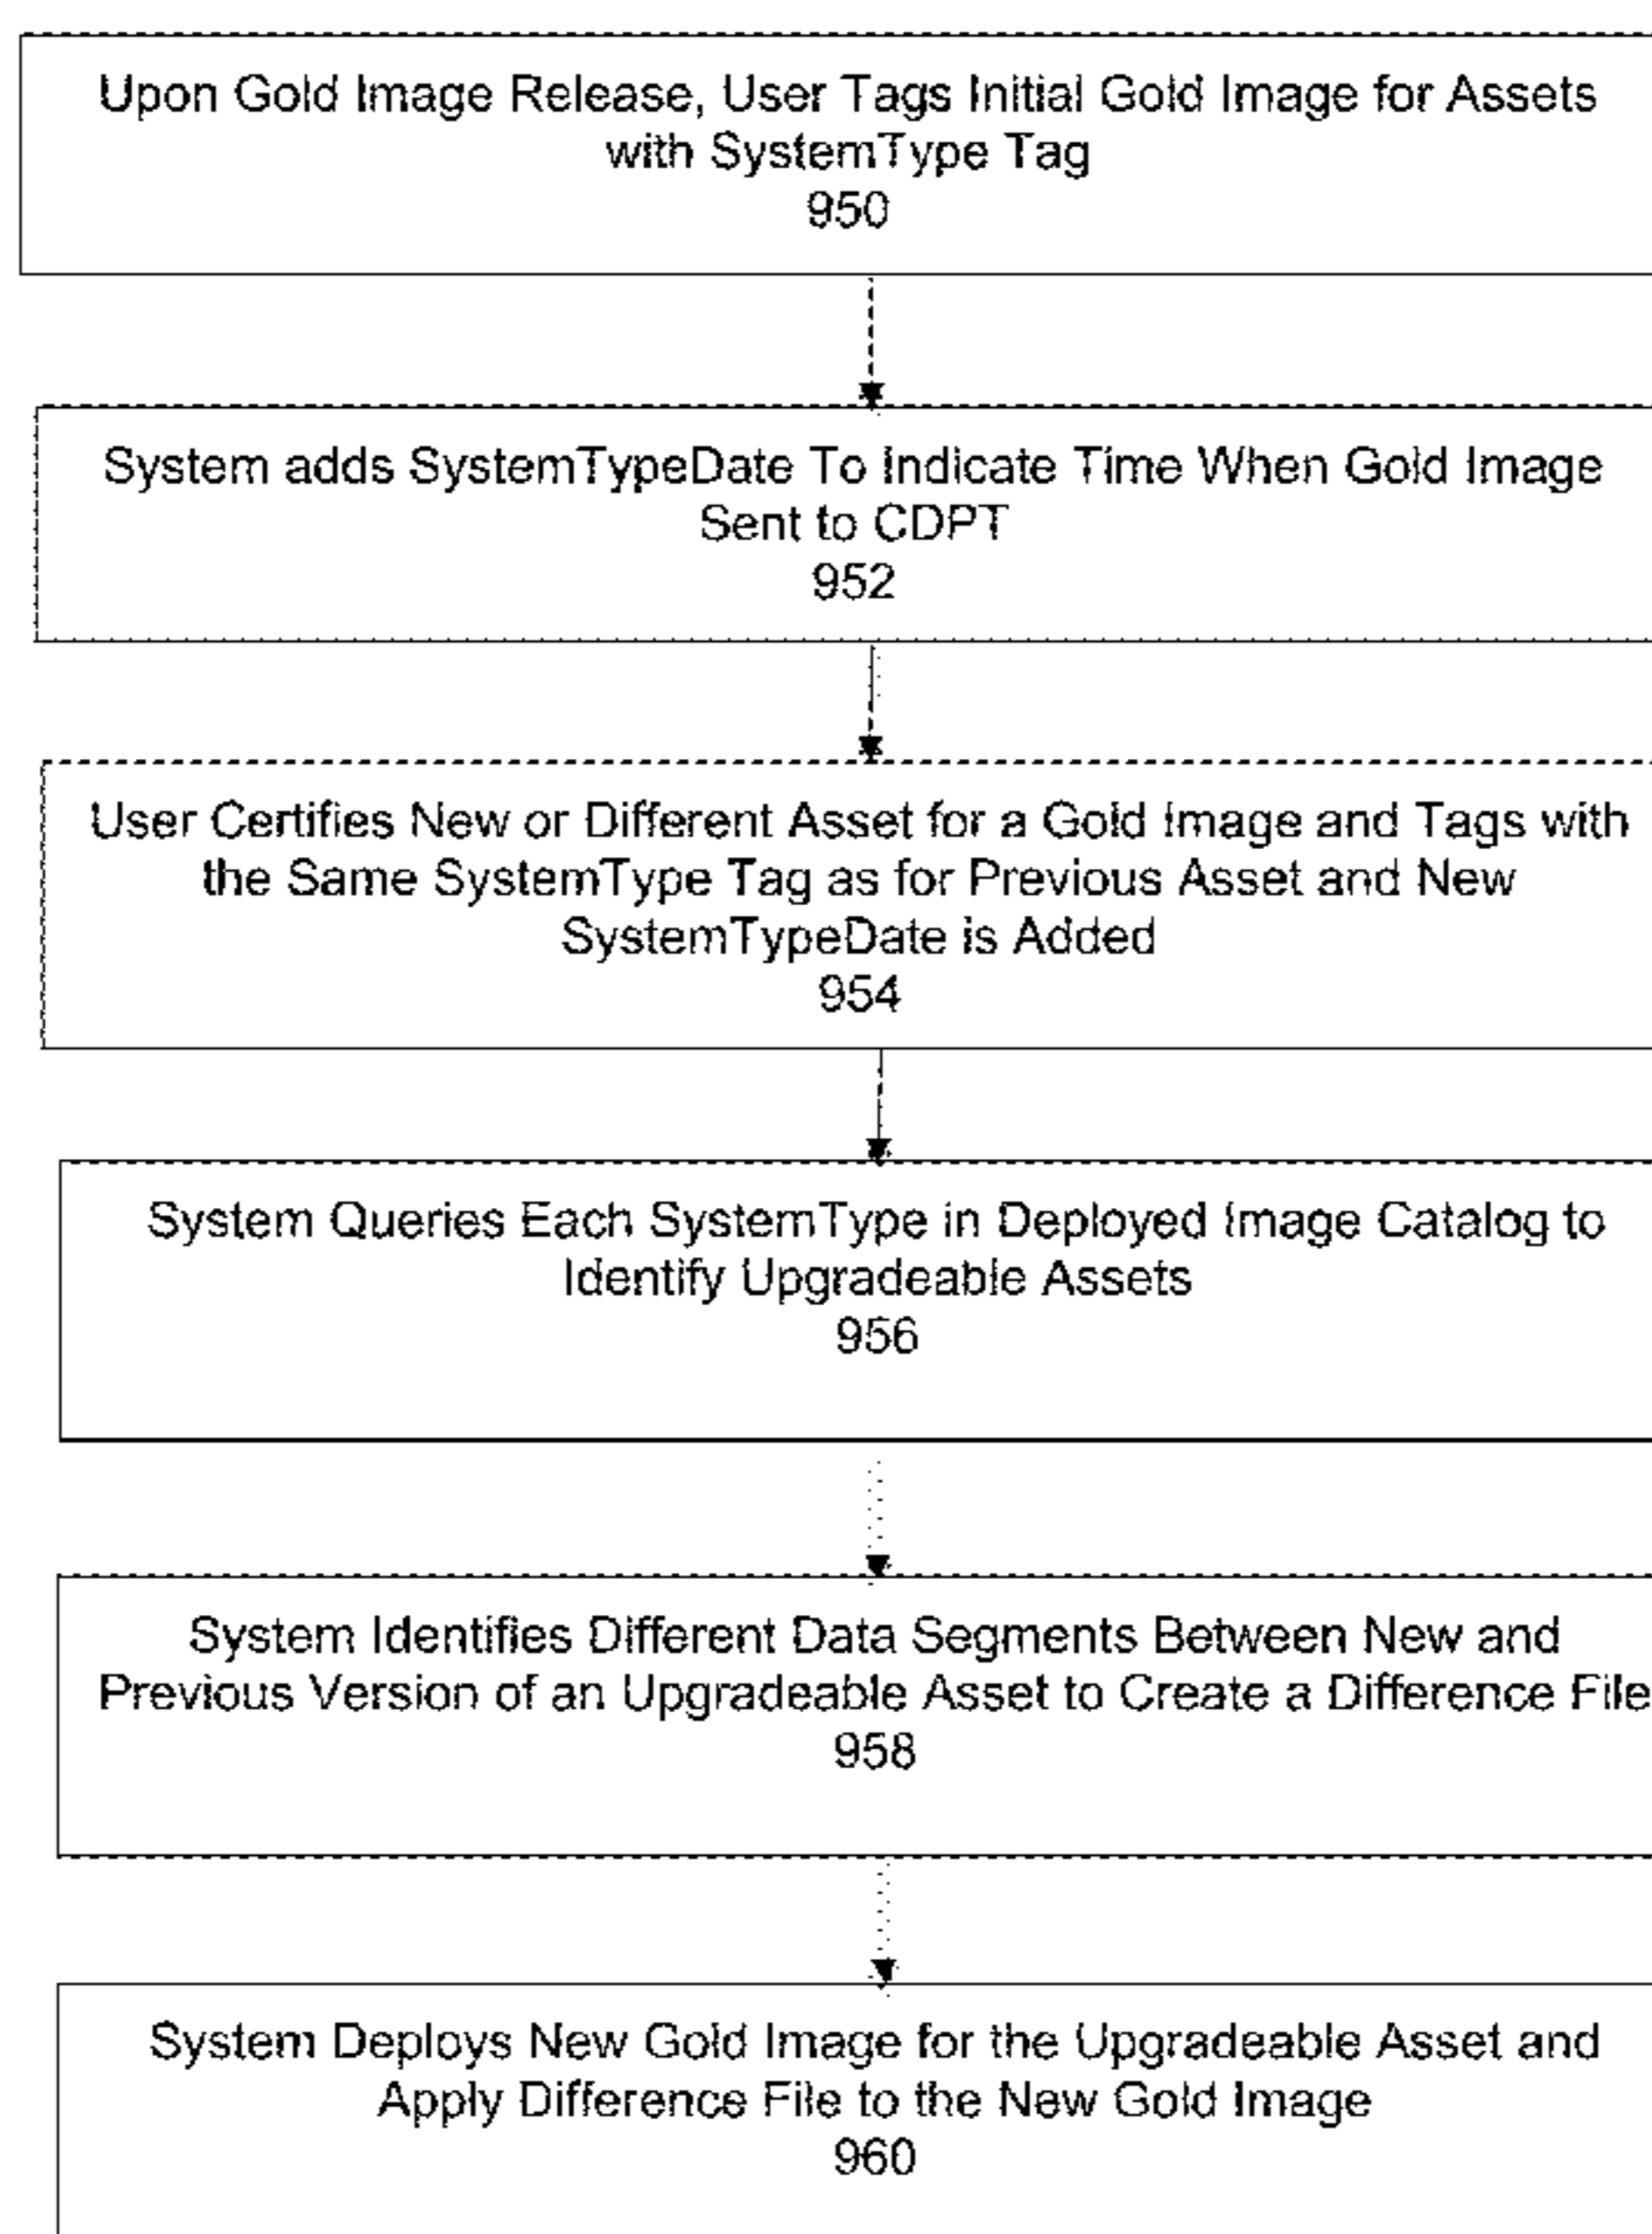 Upon Gold Image Release, User Tags Initial Gold Image for Assets
with SystemType Tag
950
System adds SystemTypeDate To Indicate Time When Gold Image
Sent to CDPT
952
User Certifies New or Different Asset for a Gold Image and Tags with
the Same SystemType Tag as for Previous Asset and New
SystemTypeDate is Added
954
System Queries Each SystemType in Deployed Image Catalog to
Identify Upgradeable Assets
956
System Identifies Different Data Segments Between New and
Previous Version of an Upgradeable Asset to Create a Difference File
958
System Deploys New Gold Image for the Upgradeable Asset and
Apply Difference File to the New Gold Image
960